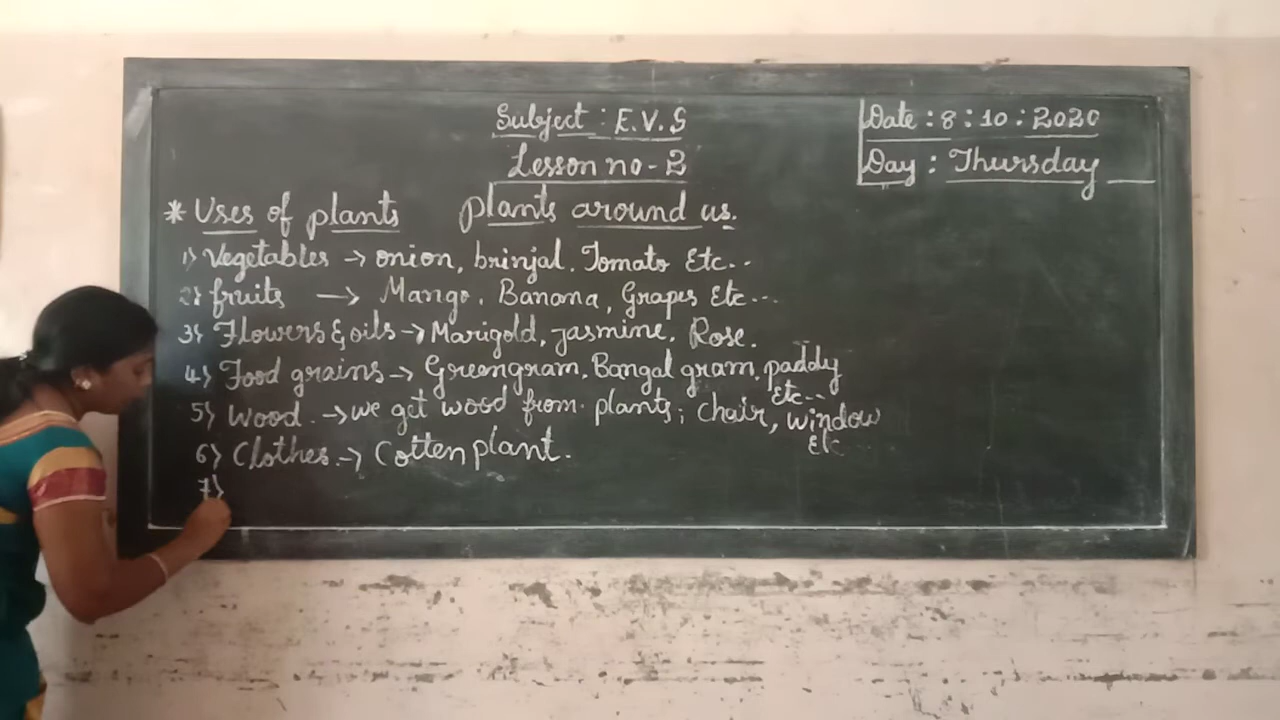 Subject : E.V.S
Date : 8 : 10 : 2020
Lesson no - 2
Day : Thursday
* Uses of plants plants around us.
1) Vegetables → onion, brinjal. Tomato Etc..
2) fruits → Mango. Banana, Grapes Etc...
3) Flowers & oils → Marigold, jasmine, Rose.
4) Food grains → Greengram. Bangal gram. paddy
Etc..
5) Wood. → we get wood from plants; chair, window
Etc
6) Clothes. → Cotten plant.
7)